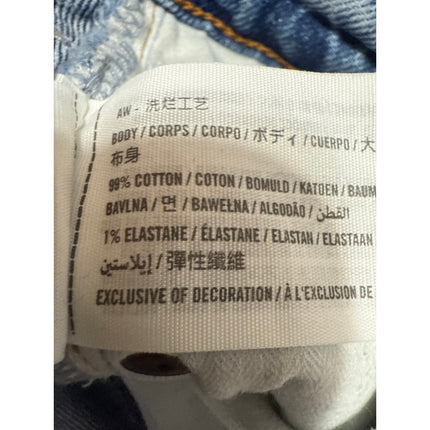 AW - 洗烂工艺
BODY / CORPS / CORPO / ボディ / CUERPO / 大
布身
99% COTTON / COTON / BOMULD / KATOEN / BAUM
BAVLNA / 면 / BAWEŁNA / ALGODÃO / القطن /
1% ELASTANE / ÉLASTANE / ELASTAN / ELASTAAN
إيلاستين / 彈性纖維
EXCLUSIVE OF DECORATION / À L'EXCLUSION DE